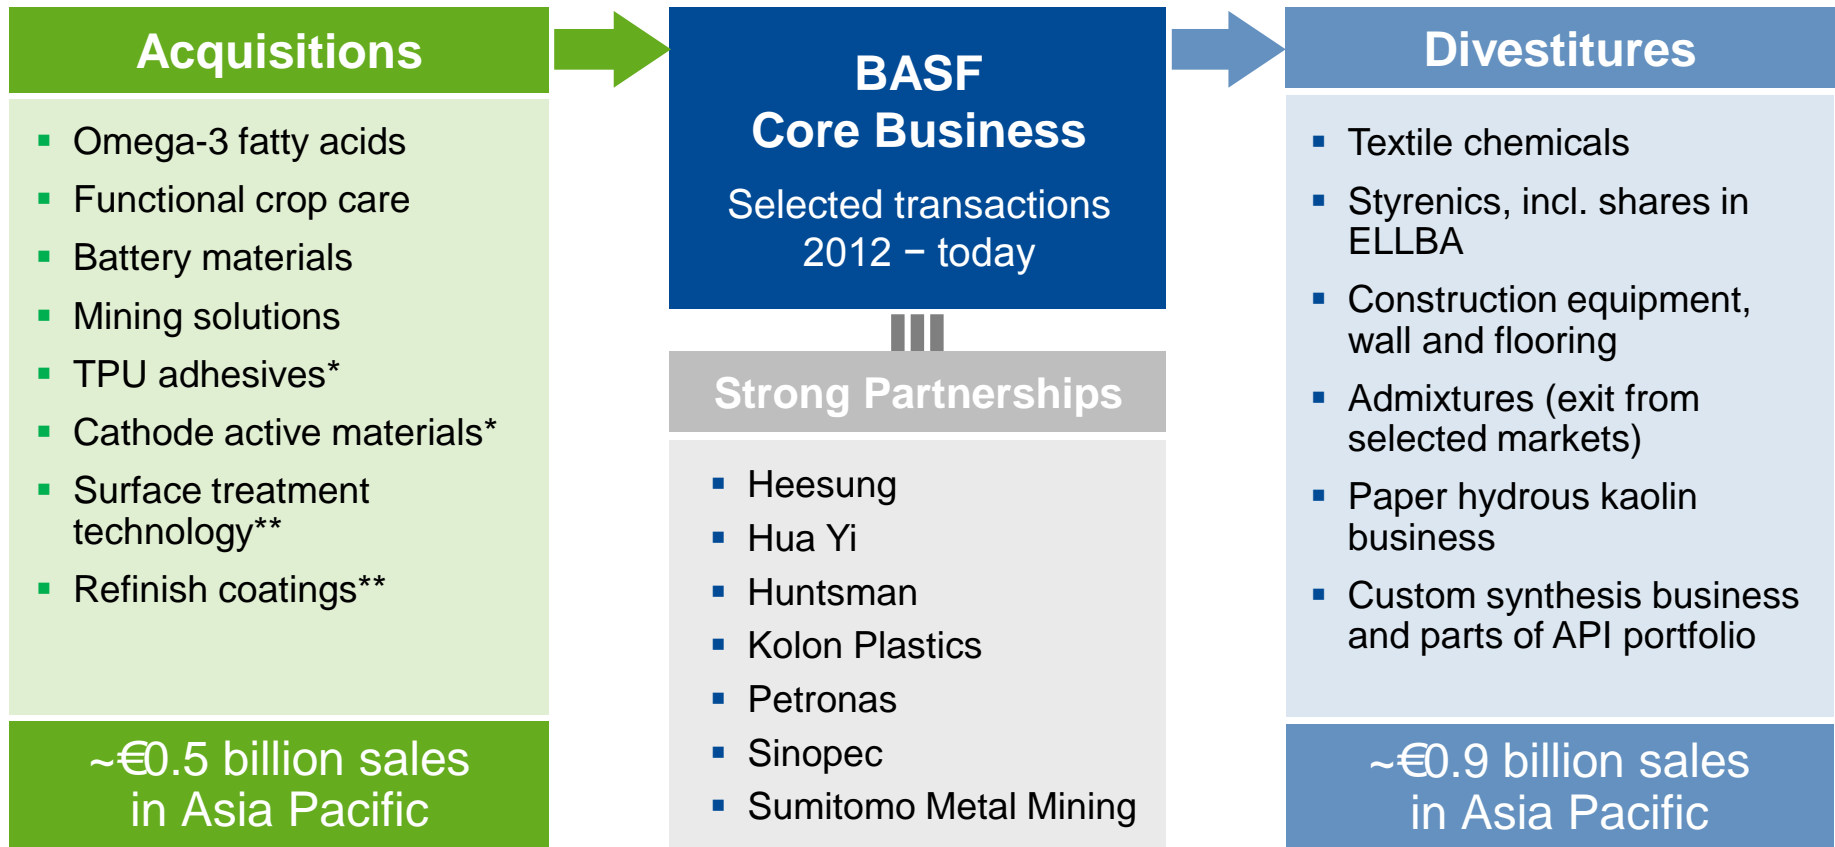 Acquisitions
▪ Omega-3 fatty acids
▪ Functional crop care
▪ Battery materials
▪ Mining solutions
▪ TPU adhesives*
▪ Cathode active materials*
▪ Surface treatment
technology**
▪ Refinish coatings**
~€0.5 billion sales
in Asia Pacific
BASF
Core Business
Selected transactions
2012 – today
Strong Partnerships
▪ Heesung
▪ Hua Yi
▪ Huntsman
▪ Kolon Plastics
▪ Petronas
▪ Sinopec
▪ Sumitomo Metal Mining
Divestitures
▪ Textile chemicals
▪ Styrenics, incl. shares in
ELLBA
▪ Construction equipment,
wall and flooring
▪ Admixtures (exit from
selected markets)
▪ Paper hydrous kaolin
business
▪ Custom synthesis business
and parts of API portfolio
~€0.9 billion sales
in Asia Pacific